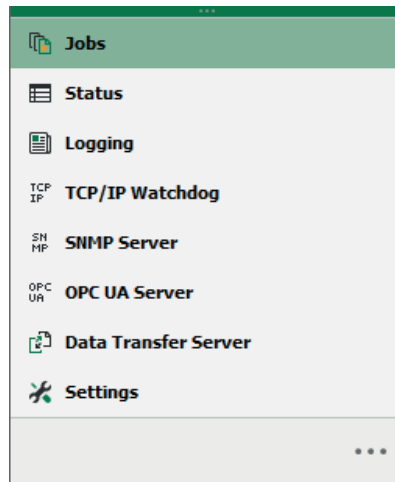 Jobs
Status
Logging
TCP IP TCP/IP Watchdog
SN MP SNMP Server
OPC UA OPC UA Server
Data Transfer Server
Settings